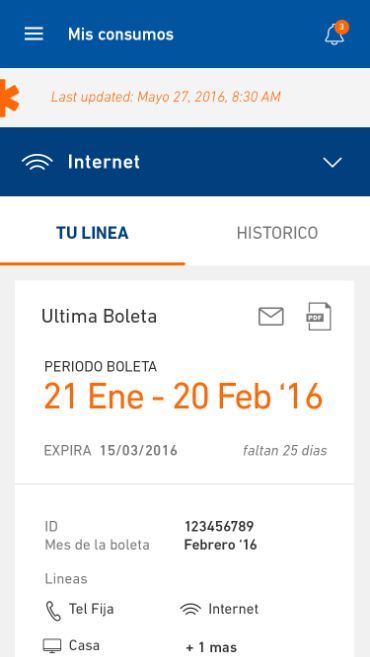 Mis consumos
3
Last updated: Mayo 27, 2016, 8:30 AM
Internet
TU LINEA HISTORICO
Ultima Boleta
PDF
PERIODO BOLETA
21 Ene - 20 Feb ‘16
EXPIRA 15/03/2016 faltan 25 días
ID 123456789
Mes de la boleta Febrero ‘16
Lineas
Tel Fija Internet
Casa + 1 mas